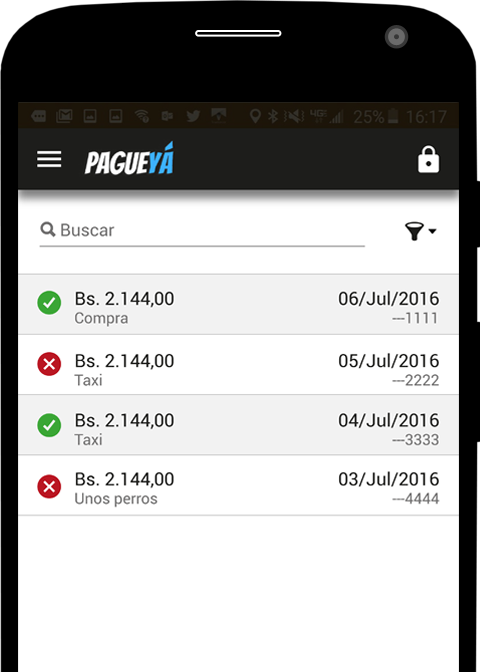 4G LTE 25% 16:17
PAGUEYÁ
Buscar
Bs. 2.144,00 06/Jul/2016
Compra ---1111
Bs. 2.144,00 05/Jul/2016
Taxi ---2222
Bs. 2.144,00 04/Jul/2016
Taxi ---3333
Bs. 2.144,00 03/Jul/2016
Unos perros ---4444